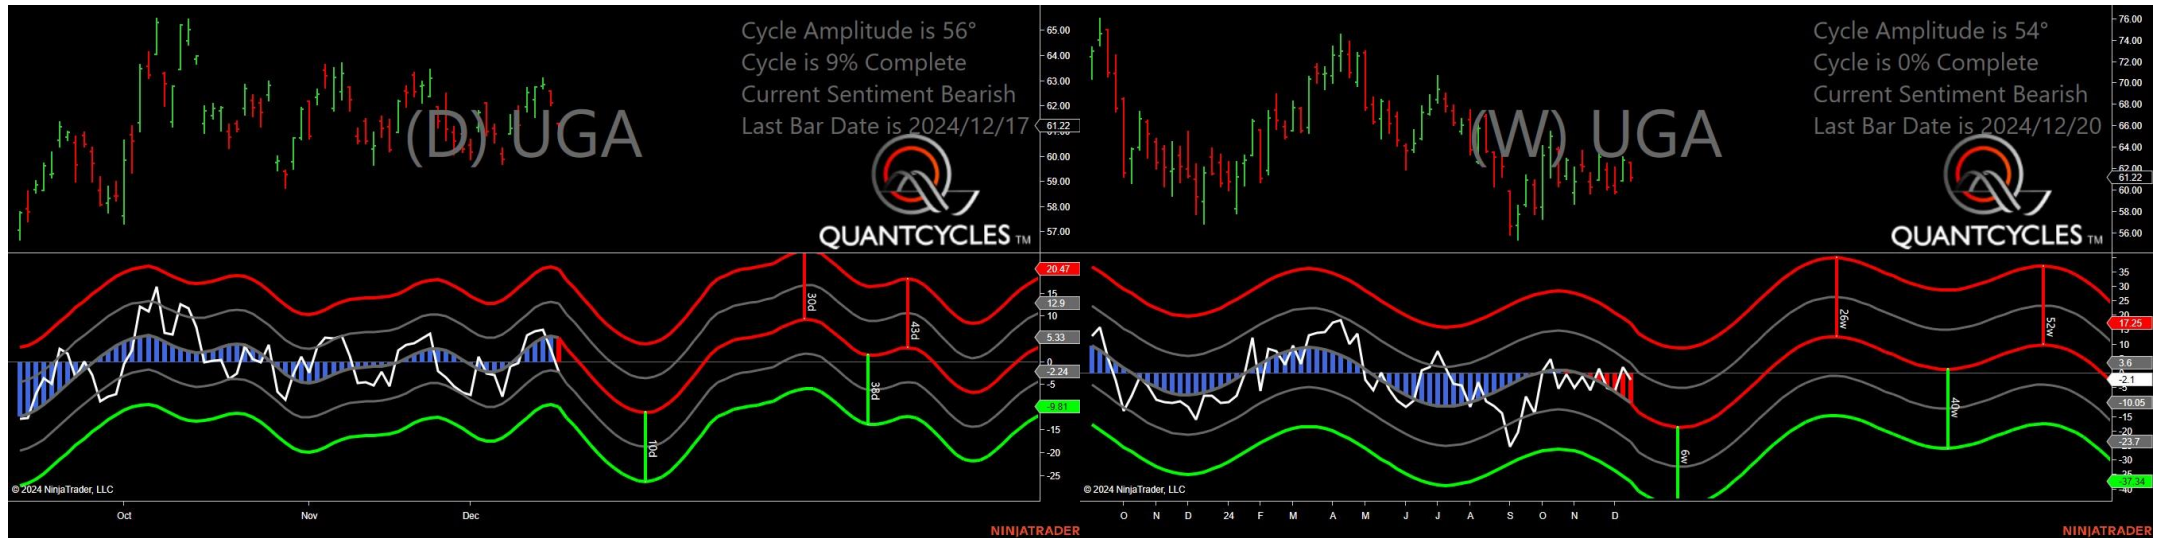 Cycle Amplitude is 56°
Cycle is 9% Complete
Current Sentiment Bearish
Last Bar Date is 2024/12/17
(D) UGA
QUANTCYCLES TM
65.00
64.00
63.00
62.00
61.22
60.00
59.00
58.00
57.00
20.47
15
12.9
10
5.33
0
-2.24
-5
-9.81
-15
-20
-25
10d
30d
38d
43d
© 2024 NinjaTrader, LLC
Oct
Nov
Dec
NINJATRADER
Cycle Amplitude is 54°
Cycle is 0% Complete
Current Sentiment Bearish
Last Bar Date is 2024/12/20
(W) UGA
QUANTCYCLES TM
76.00
74.00
72.00
70.00
68.00
66.00
64.00
62.00
61.22
60.00
58.00
56.00
35
30
25
20
17.25
10
3.6
-2.1
-5
-10.05
-15
-20
-23.7
-30
-37.34
-40
6w
26w
40w
52w
© 2024 NinjaTrader, LLC
O
N
D
24
F
M
A
M
J
J
A
S
O
N
D
NINJATRADER